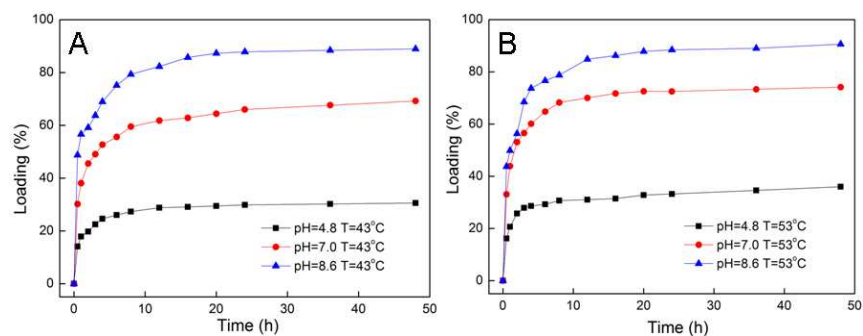 A
100
80
60
40
20
0
Loading (%)
pH=4.8 T=43°C
pH=7.0 T=43°C
pH=8.6 T=43°C
0 10 20 30 40 50
Time (h)
B
100
80
60
40
20
0
Loading (%)
pH=4.8 T=53°C
pH=7.0 T=53°C
pH=8.6 T=53°C
0 10 20 30 40 50
Time (h)